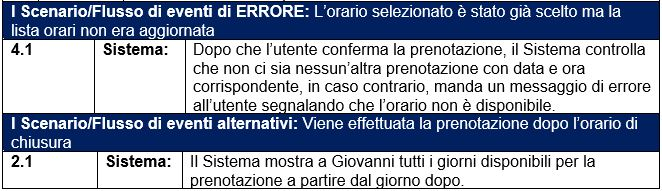 I Scenario/Flusso di eventi di ERRORE: L'orario selezionato è stato già scelto ma la
lista orari non era aggiornata
4.1 Sistema: Dopo che l'utente conferma la prenotazione, il Sistema controlla
che non ci sia nessun'altra prenotazione con data e ora
corrispondente, in caso contrario, manda un messaggio di errore
all'utente segnalando che l'orario non è disponibile.
I Scenario/Flusso di eventi alternativi: Viene effettuata la prenotazione dopo l'orario di
chiusura
2.1 Sistema: Il Sistema mostra a Giovanni tutti i giorni disponibili per la
prenotazione a partire dal giorno dopo.